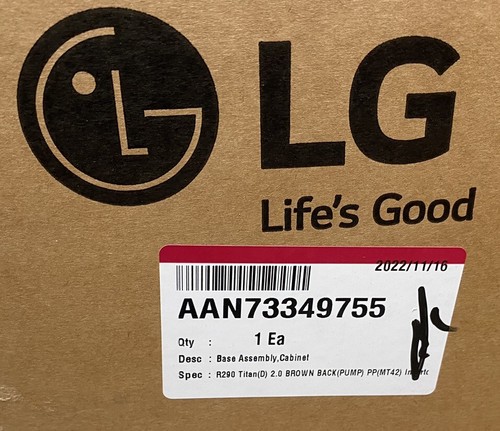 LG
Life's Good
2022/11/16
AAN73349755
Qty : 1 Ea
Desc : Base Assembly,Cabinet
Spec : R290 Titan(D) 2.0 BROWN BACK(PUMP) PP(MT42)